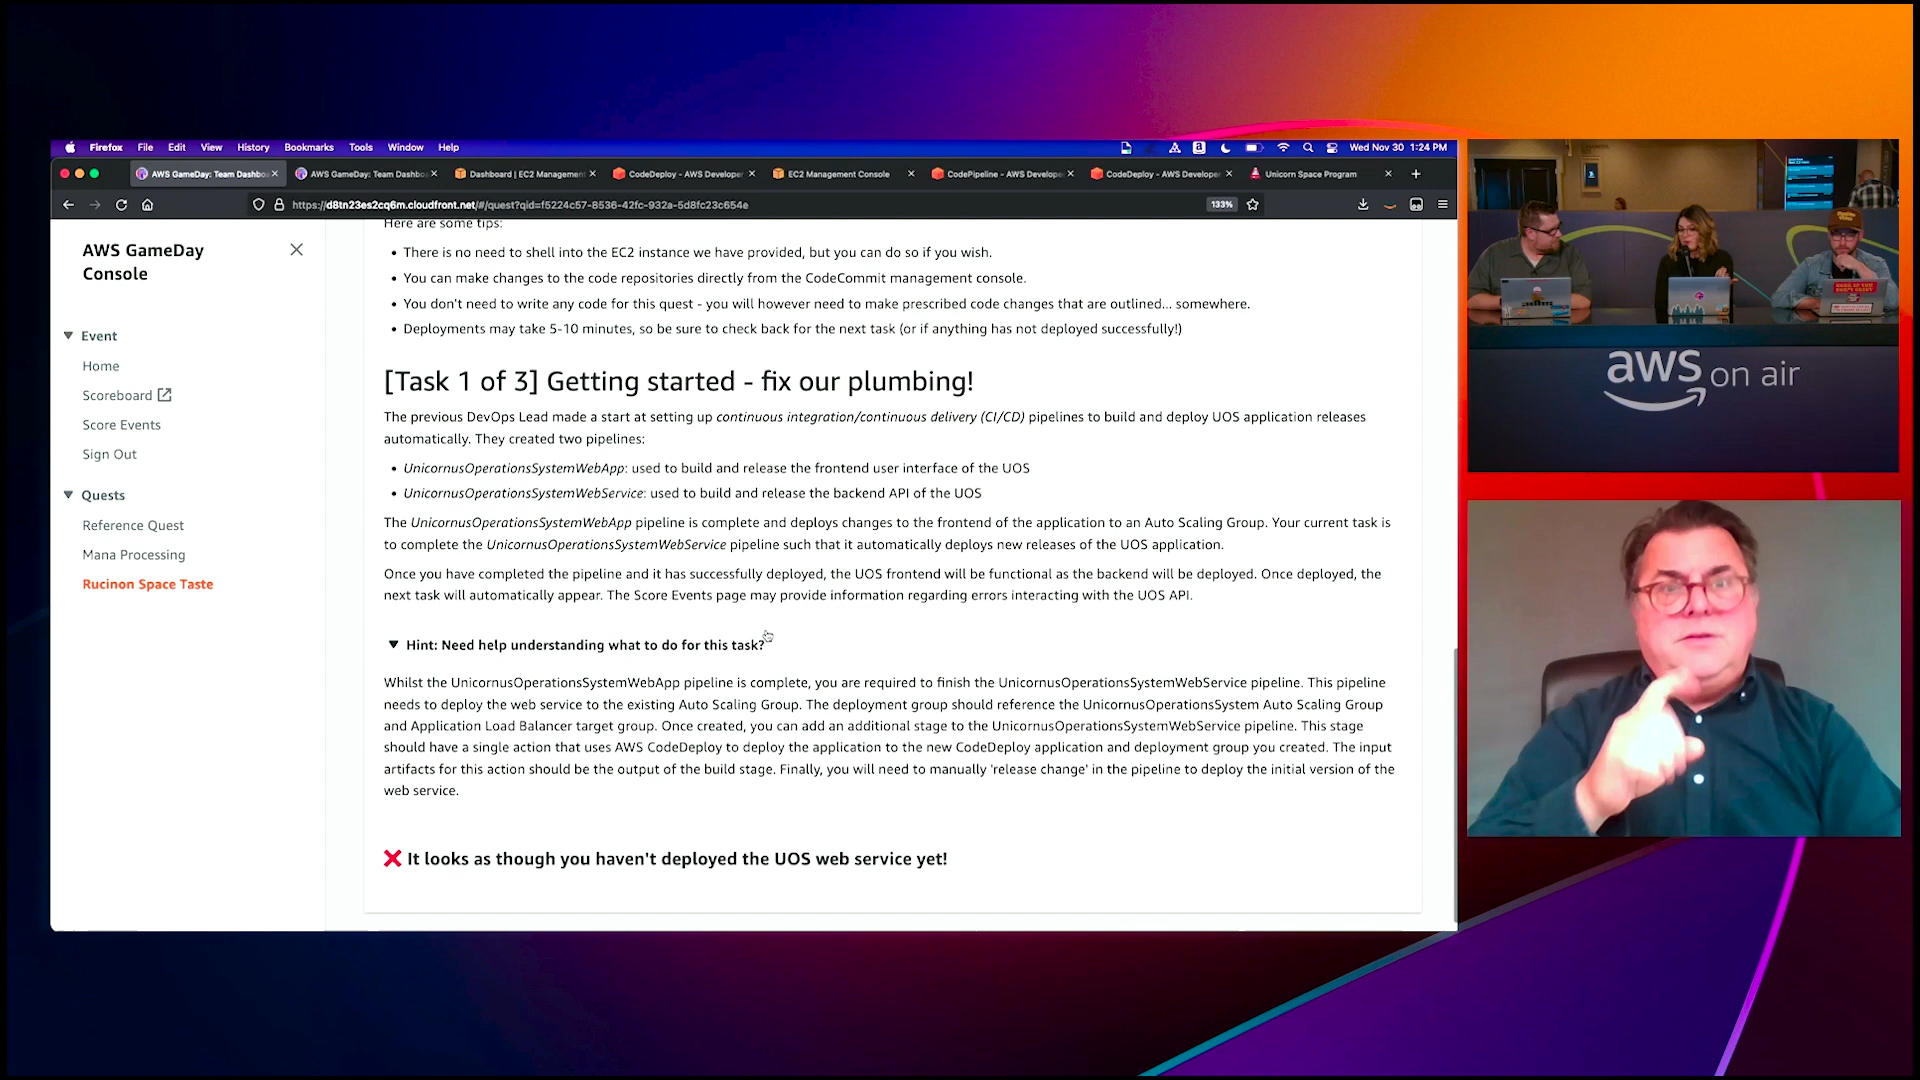 Firefox File Edit View History Bookmarks Tools Window Help Wed Nov 30 1:24 PM
AWS GameDay: Team Dashbo AWS GameDay: Team Dashbo Dashboard | EC2 Management CodeDeploy - AWS Developer EC2 Management Console CodePipeline - AWS Develope CodeDeploy - AWS Developer Unicorn Space Program
https://d8tn23es2cq6m.cloudfront.net/#/quest?qid=f5224c57-8536-42fc-932a-5d8fc23c654e 133%
AWS GameDay
Console
Event
Home
Scoreboard
Score Events
Sign Out
Quests
Reference Quest
Mana Processing
Rucinon Space Taste
Here are some tips:
• There is no need to shell into the EC2 instance we have provided, but you can do so if you wish.
• You can make changes to the code repositories directly from the CodeCommit management console.
• You don't need to write any code for this quest - you will however need to make prescribed code changes that are outlined... somewhere.
• Deployments may take 5-10 minutes, so be sure to check back for the next task (or if anything has not deployed successfully!)
[Task 1 of 3] Getting started - fix our plumbing!
The previous DevOps Lead made a start at setting up continuous integration/continuous delivery (CI/CD) pipelines to build and deploy UOS application releases
automatically. They created two pipelines:
• UnicornusOperationsSystemWebApp: used to build and release the frontend user interface of the UOS
• UnicornusOperationsSystemWebService: used to build and release the backend API of the UOS
The UnicornusOperationsSystemWebApp pipeline is complete and deploys changes to the frontend of the application to an Auto Scaling Group. Your current task is
to complete the UnicornusOperationsSystemWebService pipeline such that it automatically deploys new releases of the UOS application.
Once you have completed the pipeline and it has successfully deployed, the UOS frontend will be functional as the backend will be deployed. Once deployed, the
next task will automatically appear. The Score Events page may provide information regarding errors interacting with the UOS API.
Hint: Need help understanding what to do for this task?
Whilst the UnicornusOperationsSystemWebApp pipeline is complete, you are required to finish the UnicornusOperationsSystemWebService pipeline. This pipeline
needs to deploy the web service to the existing Auto Scaling Group. The deployment group should reference the UnicornusOperationsSystem Auto Scaling Group
and Application Load Balancer target group. Once created, you can add an additional stage to the UnicornusOperationsSystemWebService pipeline. This stage
should have a single action that uses AWS CodeDeploy to deploy the application to the new CodeDeploy application and deployment group you created. The input
artifacts for this action should be the output of the build stage. Finally, you will need to manually 'release change' in the pipeline to deploy the initial version of the
web service.
It looks as though you haven't deployed the UOS web service yet!
aws on air